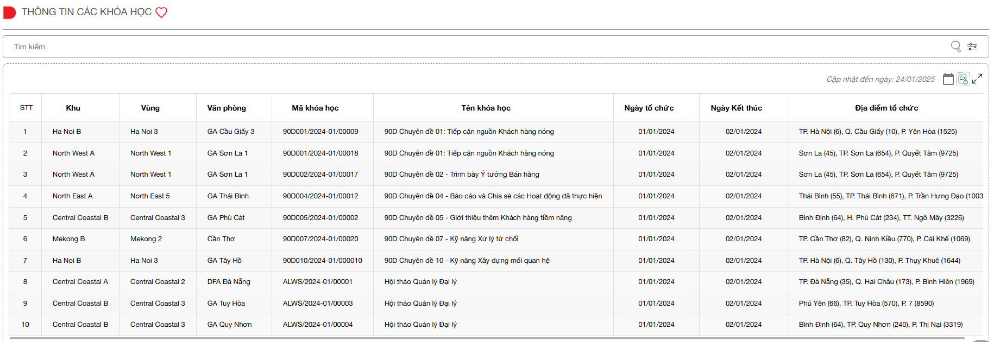 THÔNG TIN CÁC KHÓA HỌC
Tìm kiếm
Cập nhật đến ngày: 24/01/2025
STT Khu Vùng Văn phòng Mã khóa học Tên khóa học Ngày tổ chức Ngày Kết thúc Địa điểm tổ chức
1 Ha Noi B Ha Noi 3 GA Cầu Giấy 3 90D001/2024-01/00009 90D Chuyên đề 01: Tiếp cận nguồn Khách hàng nóng 01/01/2024 02/01/2024 TP. Hà Nội (6), Q. Cầu Giấy (10), P. Yên Hòa (1525)
2 North West A North West 1 GA Sơn La 1 90D001/2024-01/00018 90D Chuyên đề 01: Tiếp cận nguồn Khách hàng nóng 01/01/2024 02/01/2024 Sơn La (45), TP. Sơn La (654), P. Quyết Tâm (9725)
3 North West A North West 1 GA Sơn La 1 90D002/2024-01/00017 90D Chuyên đề 02 - Trình bày Ý tưởng Bán hàng 01/01/2024 02/01/2024 Sơn La (45), TP. Sơn La (654), P. Quyết Tâm (9725)
4 North East A North East 5 GA Thái Bình 90D004/2024-01/00012 90D Chuyên đề 04 - Báo cáo và Chia sẻ các Hoạt động đã thực hiện 01/01/2024 02/01/2024 Thái Bình (55), TP. Thái Bình (671), P. Trần Hưng Đạo (1003
5 Central Coastal B Central Coastal 3 GA Phù Cát 90D005/2024-01/00002 90D Chuyên đề 05 - Giới thiệu thêm Khách hàng tiềm năng 01/01/2024 02/01/2024 Bình Định (64), H. Phù Cát (234), TT. Ngô Mây (3226)
6 Mekong B Mekong 2 Cần Thơ 90D007/2024-01/00020 90D Chuyên đề 07 - Kỹ năng Xử lý từ chối 01/01/2024 02/01/2024 TP. Cần Thơ (82), Q. Ninh Kiều (770), P. Cái Khế (1069)
7 Ha Noi B Ha Noi 3 GA Tây Hồ 90D010/2024-01/000010 90D Chuyên đề 10 - Kỹ năng Xây dựng mối quan hệ 01/01/2024 02/01/2024 TP. Hà Nội (6), Q. Tây Hồ (130), P. Thụy Khuê (1644)
8 Central Coastal A Central Coastal 2 DFA Đà Nẵng ALWS/2024-01/00001 Hội thảo Quản lý Đại lý 01/01/2024 02/01/2024 TP. Đà Nẵng (35), Q. Hải Châu (173), P. Bình Hiên (1969)
9 Central Coastal B Central Coastal 3 GA Tuy Hòa ALWS/2024-01/00003 Hội thảo Quản lý Đại lý 01/01/2024 02/01/2024 Phú Yên (66), TP. Tuy Hòa (570), P. 7 (8590)
10 Central Coastal B Central Coastal 3 GA Quy Nhơn ALWS/2024-01/00004 Hội thảo Quản lý Đại lý 01/01/2024 02/01/2024 Bình Định (64), TP. Quy Nhơn (240), P. Thị Nại (3319)